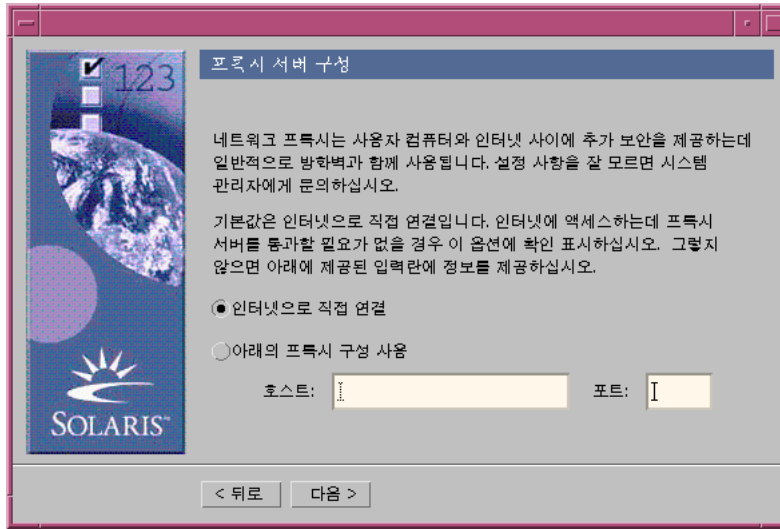 123
프록시 서버 구성
네트워크 프록시는 사용자 컴퓨터와 인터넷 사이에 추가 보안을 제공하는데
일반적으로 방화벽과 함께 사용됩니다. 설정 사항을 잘 모르면 시스템
관리자에게 문의하십시오.
기본값은 인터넷으로 직접 연결입니다. 인터넷에 액세스하는데 프록시
서버를 통과할 필요가 없을 경우 이 옵션에 확인 표시하십시오. 그렇지
않으면 아래에 제공된 입력란에 정보를 제공하십시오.
인터넷으로 직접 연결
아래의 프록시 구성 사용
호스트: 포트:
SOLARIS™
< 뒤로 다음 >